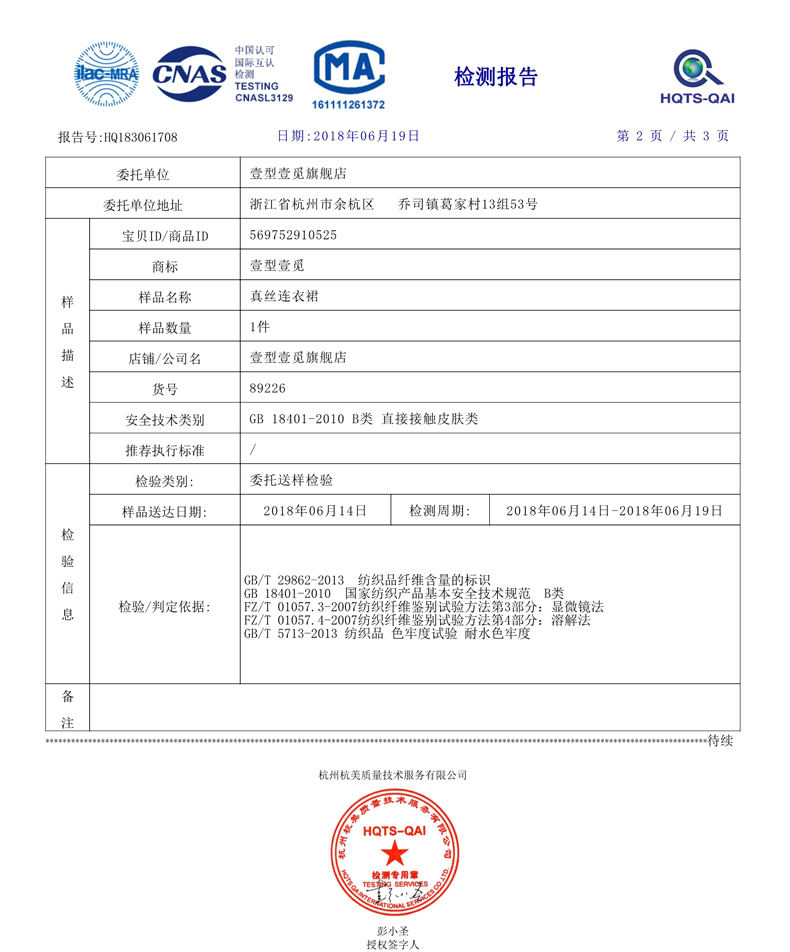 ilac-MRA
CNAS
中国认可
国际互认
检测
TESTING
CNASL3129
MA
161111261372
检测报告
HQTS-QAI
报告号:HQ183061708
日期:2018年06月19日
第 2 页 / 共 3 页
委托单位 壹型壹觅旗舰店
委托单位地址 浙江省杭州市余杭区 乔司镇葛家村13组53号
样品描述
宝贝ID/商品ID 569752910525
商标 壹型壹觅
样品名称 真丝连衣裙
样品数量 1件
店铺/公司名 壹型壹觅旗舰店
货号 89226
安全技术类别 GB 18401-2010 B类 直接接触皮肤类
推荐执行标准 /
检验信息
检验类别: 委托送样检验
样品送达日期: 2018年06月14日 检测周期: 2018年06月14日-2018年06月19日
检验/判定依据:
GB/T 29862-2013 纺织品纤维含量的标识
GB 18401-2010 国家纺织产品基本安全技术规范 B类
FZ/T 01057.3-2007纺织纤维鉴别试验方法第3部分: 显微镜法
FZ/T 01057.4-2007纺织纤维鉴别试验方法第4部分: 溶解法
GB/T 5713-2013 纺织品 色牢度试验 耐水色牢度
备注
待续
杭州杭美质量技术服务有限公司
杭州杭美质量技术服务有限公司
HQTS-QAI
检测专用章
TESTING SERVICES
HQTS QAI INTERNATIONAL SERVICES CO.,LTD.
彭小圣
授权签字人